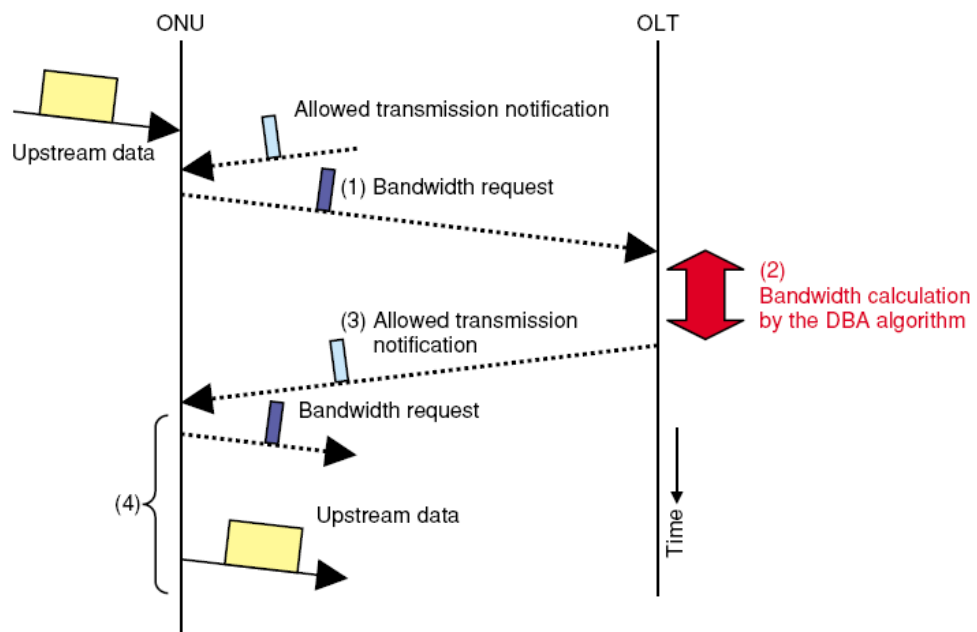 ONU
OLT
Allowed transmission notification
Upstream data
(1) Bandwidth request
(2)
Bandwidth calculation
by the DBA algorithm
(3) Allowed transmission
notification
Bandwidth request
(4)
Upstream data
Time